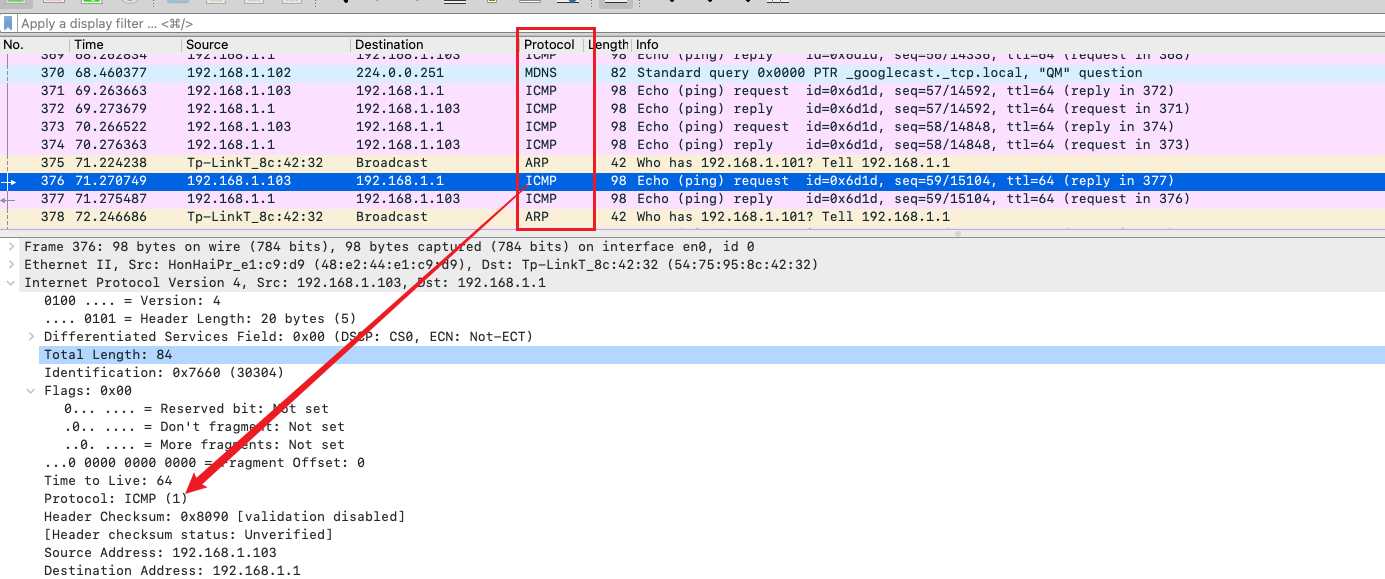 Apply a display filter ... <⌘/>
No. Time Source Destination Protocol Length Info
369 68.262634 192.168.1.1 192.168.1.103 ICMP 98 Echo (ping) reply id=0x6d1d, seq=56/14336, ttl=64 (request in 368)
370 68.460377 192.168.1.102 224.0.0.251 MDNS 82 Standard query 0x0000 PTR _googlecast._tcp.local, "QM" question
371 69.263663 192.168.1.103 192.168.1.1 ICMP 98 Echo (ping) request id=0x6d1d, seq=57/14592, ttl=64 (reply in 372)
372 69.273679 192.168.1.1 192.168.1.103 ICMP 98 Echo (ping) reply id=0x6d1d, seq=57/14592, ttl=64 (request in 371)
373 70.266522 192.168.1.103 192.168.1.1 ICMP 98 Echo (ping) request id=0x6d1d, seq=58/14848, ttl=64 (reply in 374)
374 70.276363 192.168.1.1 192.168.1.103 ICMP 98 Echo (ping) reply id=0x6d1d, seq=58/14848, ttl=64 (request in 373)
375 71.224238 Tp-LinkT_8c:42:32 Broadcast ARP 42 Who has 192.168.1.101? Tell 192.168.1.1
376 71.270749 192.168.1.103 192.168.1.1 ICMP 98 Echo (ping) request id=0x6d1d, seq=59/15104, ttl=64 (reply in 377)
377 71.275487 192.168.1.1 192.168.1.103 ICMP 98 Echo (ping) reply id=0x6d1d, seq=59/15104, ttl=64 (request in 376)
378 72.246686 Tp-LinkT_8c:42:32 Broadcast ARP 42 Who has 192.168.1.101? Tell 192.168.1.1
Frame 376: 98 bytes on wire (784 bits), 98 bytes captured (784 bits) on interface en0, id 0
Ethernet II, Src: HonHaiPr_e1:c9:d9 (48:e2:44:e1:c9:d9), Dst: Tp-LinkT_8c:42:32 (54:75:95:8c:42:32)
Internet Protocol Version 4, Src: 192.168.1.103, Dst: 192.168.1.1
0100 .... = Version: 4
.... 0101 = Header Length: 20 bytes (5)
Differentiated Services Field: 0x00 (DSCP: CS0, ECN: Not-ECT)
Total Length: 84
Identification: 0x7660 (30304)
Flags: 0x00
0... .... = Reserved bit: Not set
.0.. .... = Don't fragment: Not set
..0. .... = More fragments: Not set
...0 0000 0000 0000 = Fragment Offset: 0
Time to Live: 64
Protocol: ICMP (1)
Header Checksum: 0x8090 [validation disabled]
[Header checksum status: Unverified]
Source Address: 192.168.1.103
Destination Address: 192.168.1.1